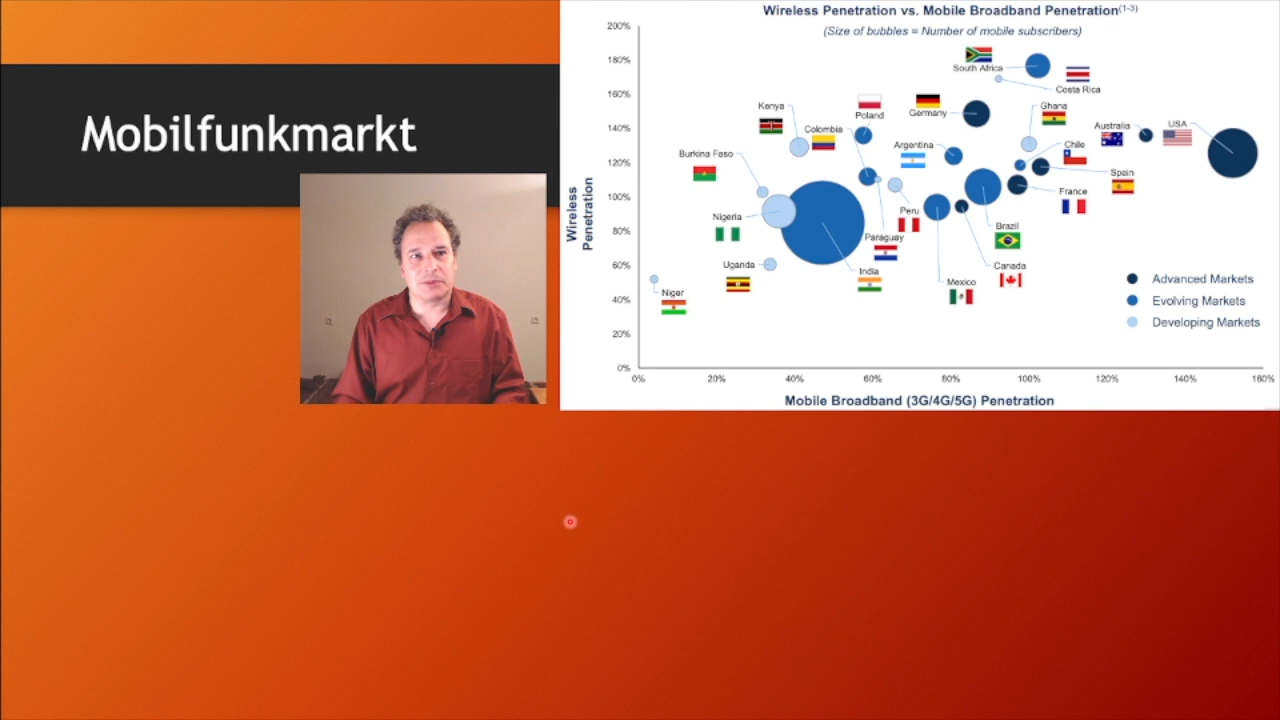 Mobilfunkmarkt
Wireless Penetration vs. Mobile Broadband Penetration(1-3)
(Size of bubbles = Number of mobile subscribers)
200%
180%
160%
140%
120%
100%
80%
60%
40%
20%
0%
Wireless
Penetration
South Africa
Costa Rica
Kenya
Poland
Germany
Ghana
Colombia
Australia
USA
Burkina Faso
Argentina
Chile
Spain
France
Nigeria
Peru
Brazil
Paraguay
Uganda
India
Canada
Mexico
Niger
Advanced Markets
Evolving Markets
Developing Markets
0%
20%
40%
60%
80%
100%
120%
140%
160%
Mobile Broadband (3G/4G/5G) Penetration